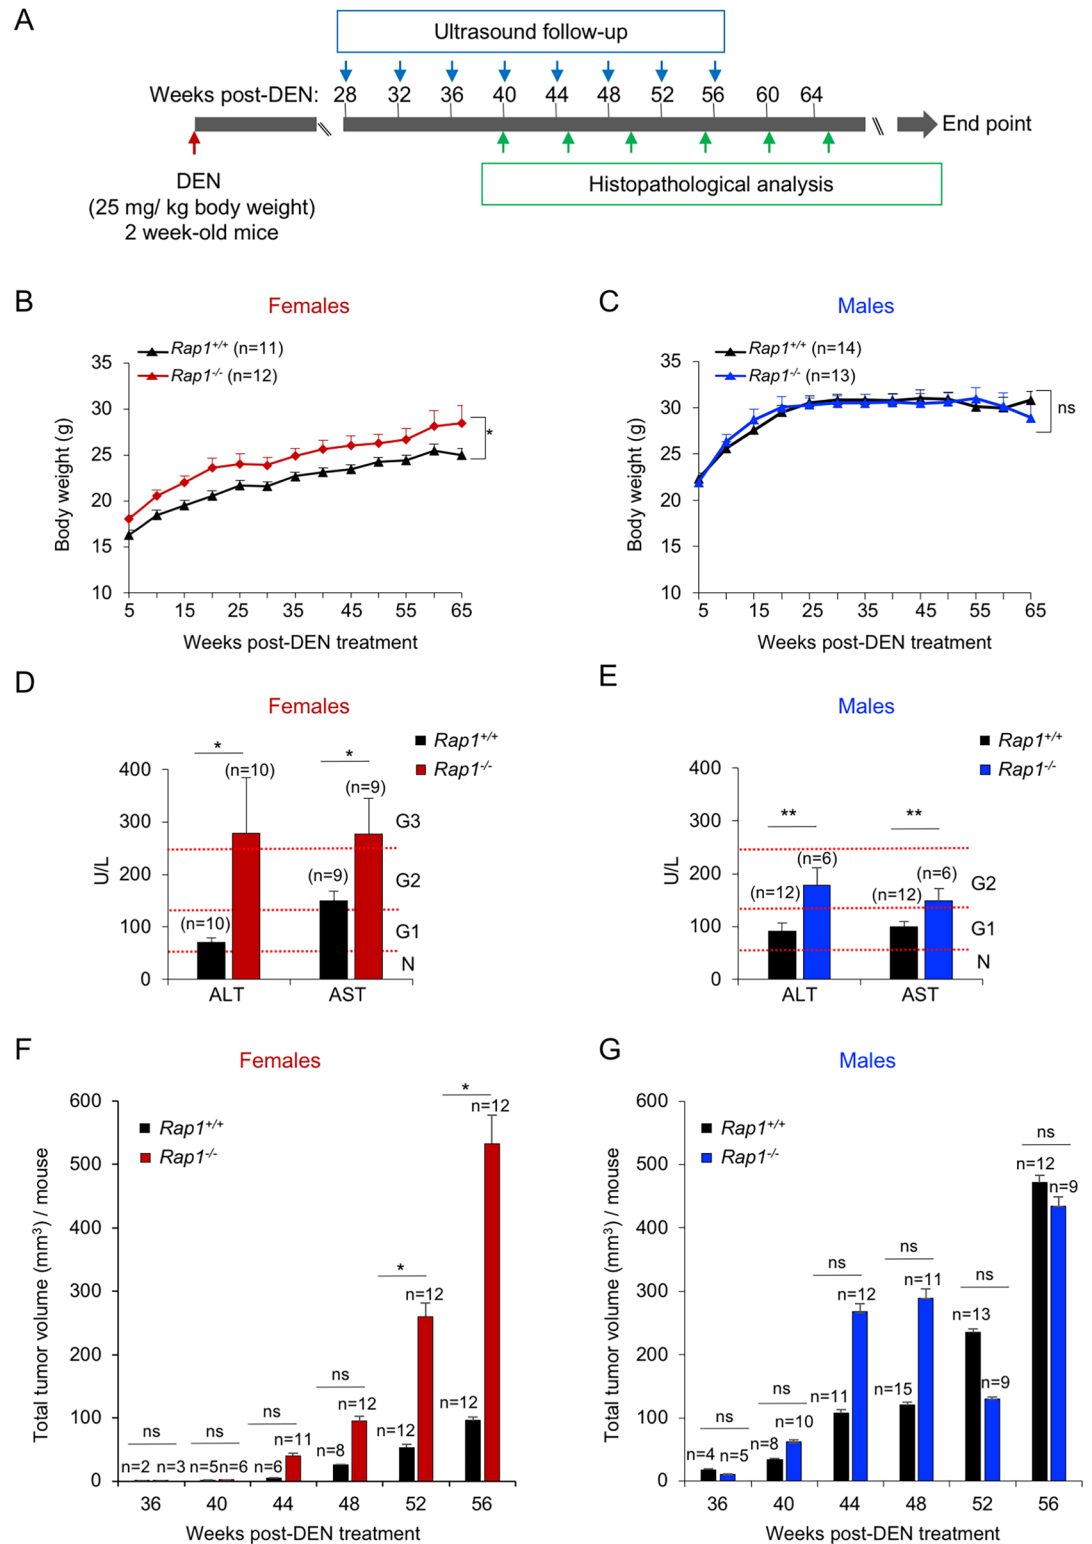 A
Ultrasound follow-up
Weeks post-DEN: 28 32 36 40 44 48 52 56 60 64
End point
DEN
(25 mg/ kg body weight)
2 week-old mice
Histopathological analysis
B
Females
Rap1+/+ (n=11)
Rap1-/- (n=12)
Body weight (g)
35
30
25
20
15
10
*
5 15 25 35 45 55 65
Weeks post-DEN treatment
C
Males
Rap1+/+ (n=14)
Rap1-/- (n=13)
Body weight (g)
35
30
25
20
15
10
ns
5 15 25 35 45 55 65
Weeks post-DEN treatment
D
Females
Rap1+/+
Rap1-/-
U/L
400
300
200
100
0
* *
(n=10) (n=9)
(n=9)
(n=10)
G3
G2
G1
N
ALT AST
E
Males
Rap1+/+
Rap1-/-
U/L
400
300
200
100
0
** **
(n=6) (n=6)
(n=12) (n=12)
G2
G1
N
ALT AST
F
Females
Rap1+/+
Rap1-/-
Total tumor volume (mm3) / mouse
600
500
400
300
200
100
0
ns ns ns ns * *
n=2 n=3 n=5 n=6 n=6 n=11 n=8 n=12 n=12 n=12 n=12 n=12
36 40 44 48 52 56
Weeks post-DEN treatment
G
Males
Rap1+/+
Rap1-/-
Total tumor volume (mm3) / mouse
600
500
400
300
200
100
0
ns ns ns ns ns ns
n=4 n=5 n=8 n=10 n=11 n=12 n=15 n=11 n=13 n=9 n=12 n=9
36 40 44 48 52 56
Weeks post-DEN treatment